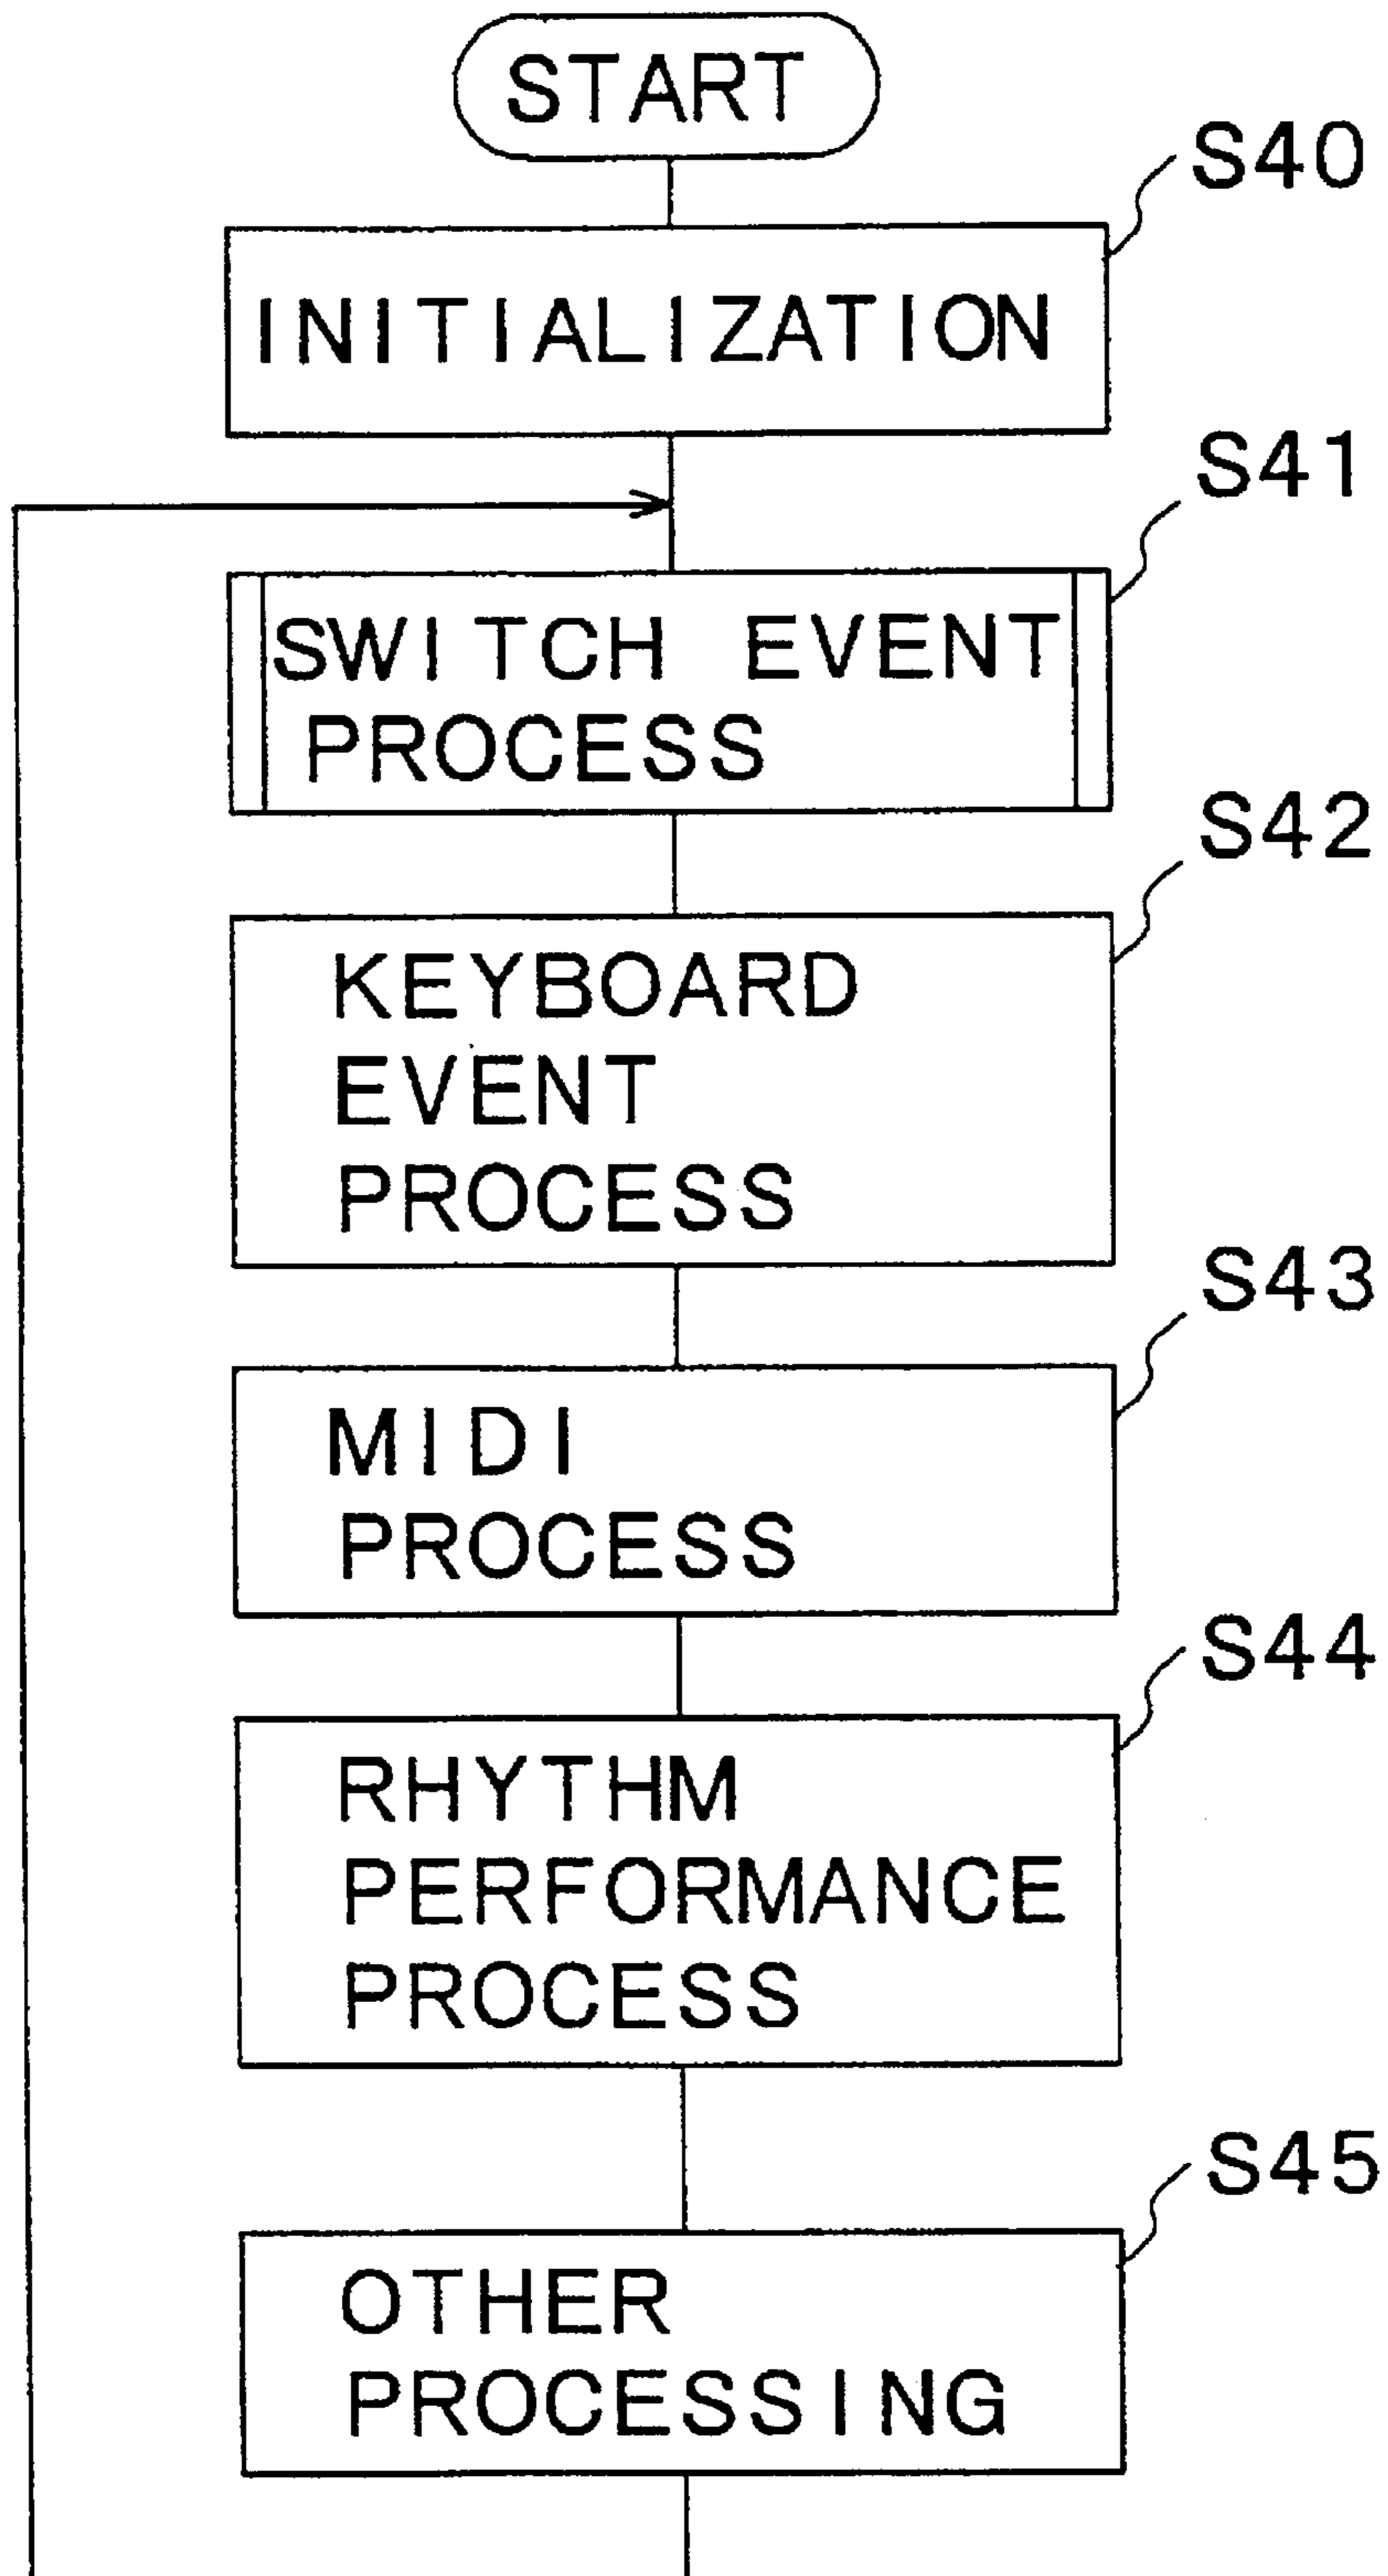 START
S40
INITIALIZATION
S41
SWITCH EVENT
PROCESS
S42
KEYBOARD
EVENT
PROCESS
S43
MIDI
PROCESS
S44
RHYTHM
PERFORMANCE
PROCESS
S45
OTHER
PROCESSING